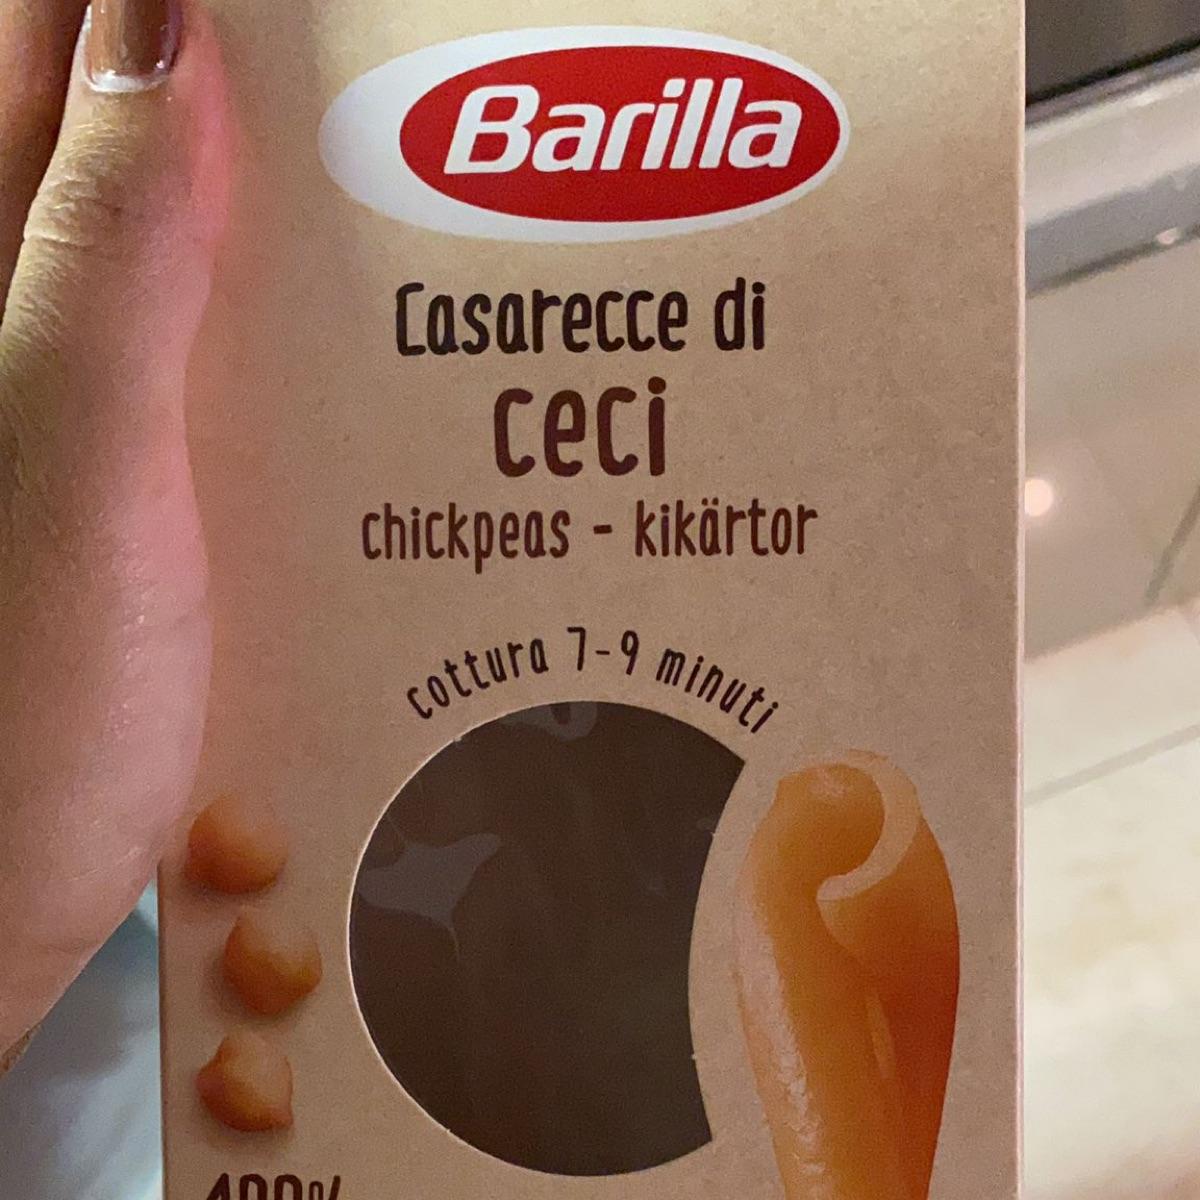 Barilla
Casarecce di
ceci
chickpeas - kikärtor
cottura 7-9 minuti